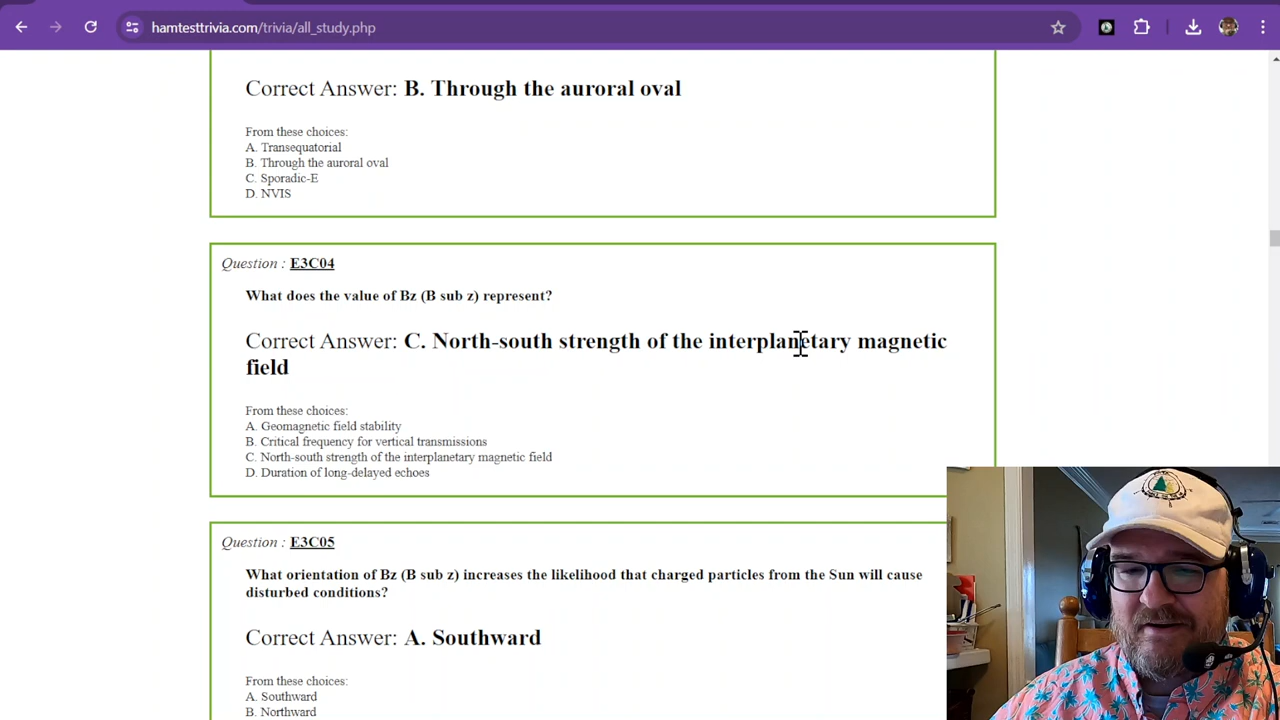 hamtesttrivia.com/trivia/all_study.php
Correct Answer: B. Through the auroral oval
From these choices:
A. Transequatorial
B. Through the auroral oval
C. Sporadic-E
D. NVIS
Question : E3C04
What does the value of Bz (B sub z) represent?
Correct Answer: C. North-south strength of the interplanetary magnetic
field
From these choices:
A. Geomagnetic field stability
B. Critical frequency for vertical transmissions
C. North-south strength of the interplanetary magnetic field
D. Duration of long-delayed echoes
Question : E3C05
What orientation of Bz (B sub z) increases the likelihood that charged particles from the Sun will cause
disturbed conditions?
Correct Answer: A. Southward
From these choices:
A. Southward
B. Northward